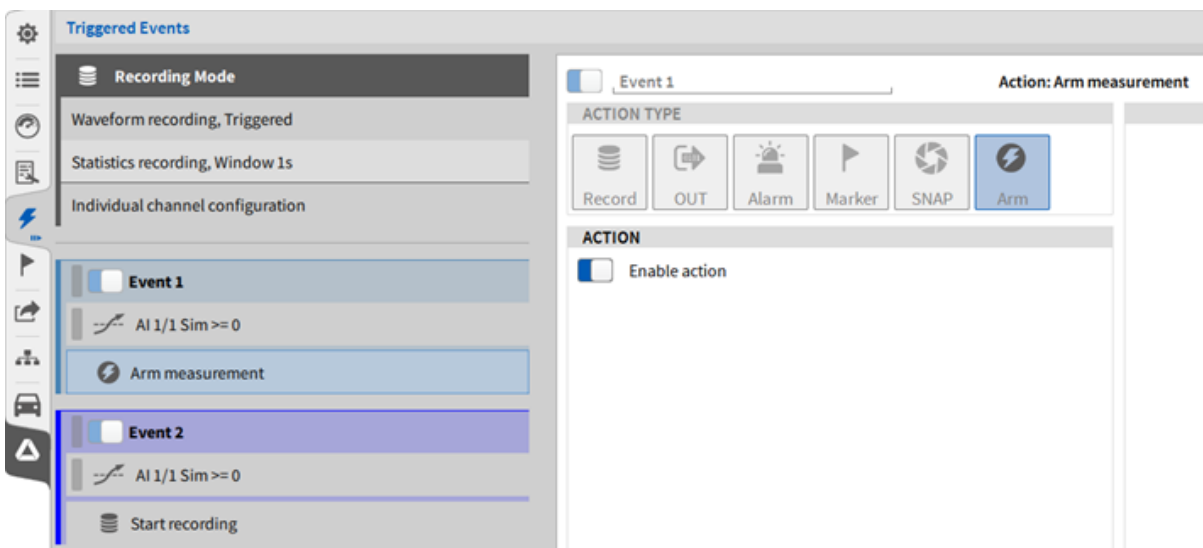 Triggered Events
Recording Mode
Waveform recording, Triggered
Statistics recording, Window 1s
Individual channel configuration
Event 1
AI 1/1 Sim >= 0
Arm measurement
Event 2
AI 1/1 Sim >= 0
Start recording
Event 1
Action: Arm measurement
ACTION TYPE
Record OUT Alarm Marker SNAP Arm
ACTION
Enable action